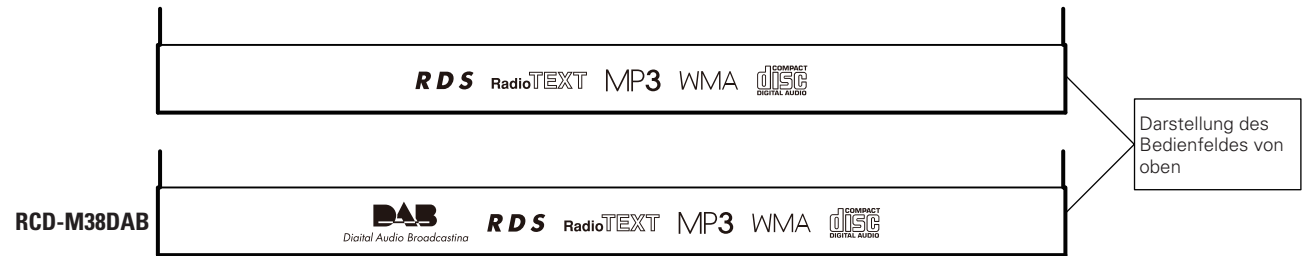 RDS RadioTEXT MP3 WMA COMPACT disc DIGITAL AUDIO
Darstellung des
Bedienfeldes von
oben
RCD-M38DAB
DAB Digital Audio Broadcasting RDS RadioTEXT MP3 WMA COMPACT disc DIGITAL AUDIO